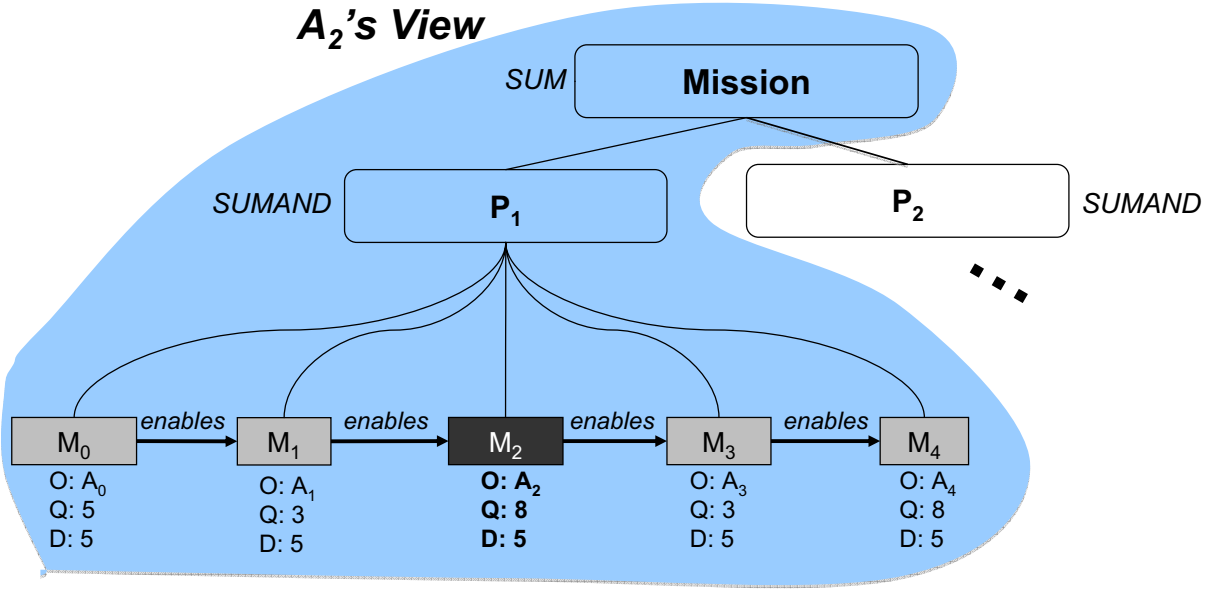 A₂’s View
SUM
Mission
SUMAND
P₁
P₂
SUMAND
enables
enables
enables
enables
M₀
M₁
M₂
M₃
M₄
O: A₀
Q: 5
D: 5
O: A₁
Q: 3
D: 5
O: A₂
Q: 8
D: 5
O: A₃
Q: 3
D: 5
O: A₄
Q: 8
D: 5